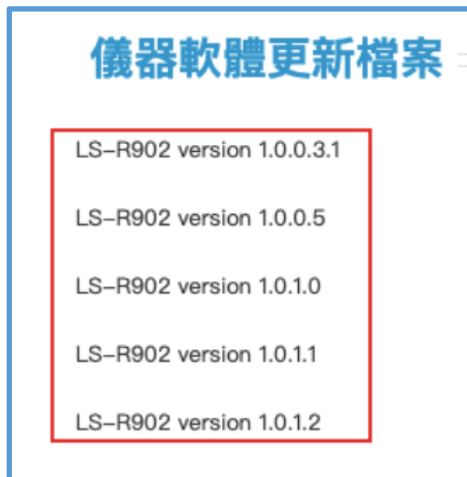 儀器軟體更新檔案
LS-R902 version 1.0.0.3.1
LS-R902 version 1.0.0.5
LS-R902 version 1.0.1.0
LS-R902 version 1.0.1.1
LS-R902 version 1.0.1.2